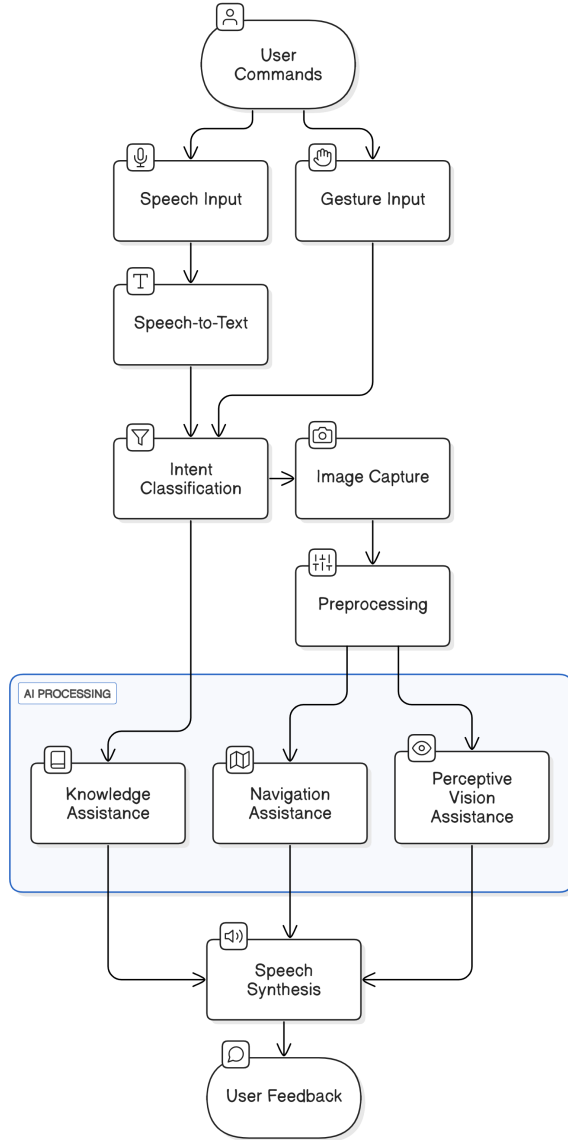 User
Commands
Speech Input
Gesture Input
Speech-to-Text
Intent
Classification
Image Capture
Preprocessing
AI PROCESSING
Knowledge
Assistance
Navigation
Assistance
Perceptive
Vision
Assistance
Speech
Synthesis
User Feedback